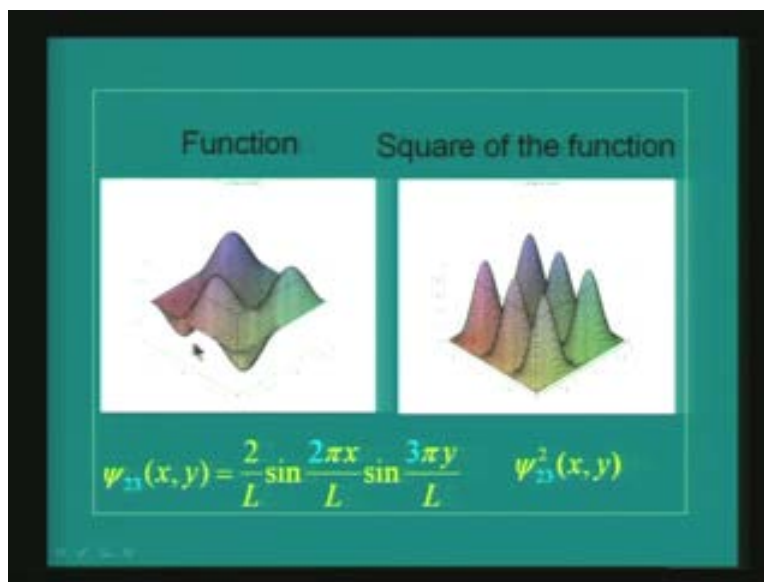 Function
Square of the function
ψ₂₃(x, y) = 2/L sin 2πx/L sin 3πy/L
ψ²₂₃(x, y)